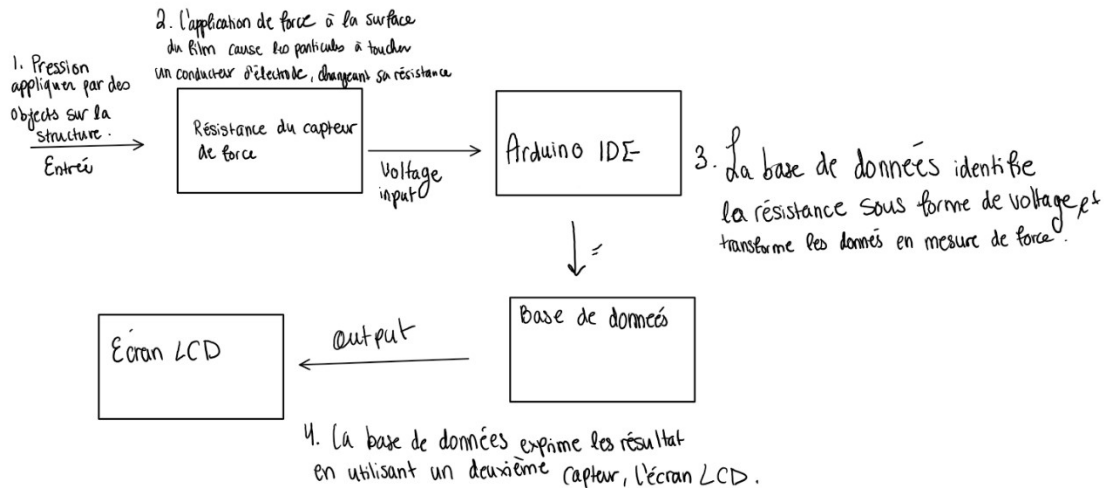 1. Pression
appliquer par des
objects sur la
structure.
Entrée
2. L'application de force à la surface
du film cause les particules à toucher
un conducteur d'électrode, changeant sa résistance
Résistance du capteur
de force
Voltage
input
Arduino IDE
3. La base de données identifie
la résistance sous forme de voltage et
transforme les donnés en mesure de force.
=
Base de données
output
Écran LCD
4. La base de données exprime les résultat
en utilisant un deuxième capteur, l'écran LCD.